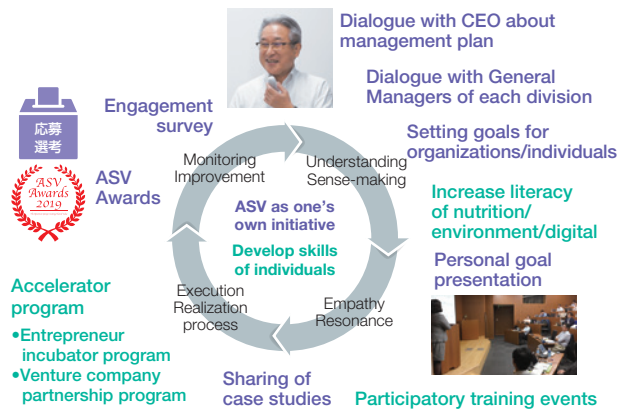 Dialogue with CEO about
management plan
Dialogue with General
Managers of each division
Engagement
survey
応募
選考
Setting goals for
organizations/individuals
Monitoring
Improvement
Understanding
Sense-making
ASV
Awards
2019
ASV
Awards
ASV as one's
own initiative
Develop skills
of individuals
Increase literacy
of nutrition/
environment/digital
Personal goal
presentation
Accelerator
program
•Entrepreneur
incubator program
•Venture company
partnership program
Execution
Realization
process
Empathy
Resonance
Sharing of
case studies
Participatory training events